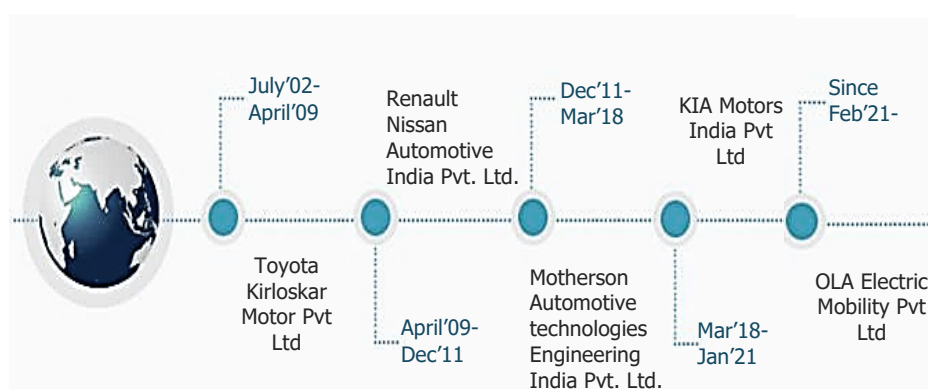 July’02-
April’09
Toyota
Kirloskar
Motor Pvt
Ltd
Renault
Nissan
Automotive
India Pvt. Ltd.
April’09-
Dec’11
Dec’11-
Mar’18
Motherson
Automotive
technologies
Engineering
India Pvt. Ltd.
KIA Motors
India Pvt
Ltd
Mar’18-
Jan’21
Since
Feb’21-
OLA Electric
Mobility Pvt
Ltd